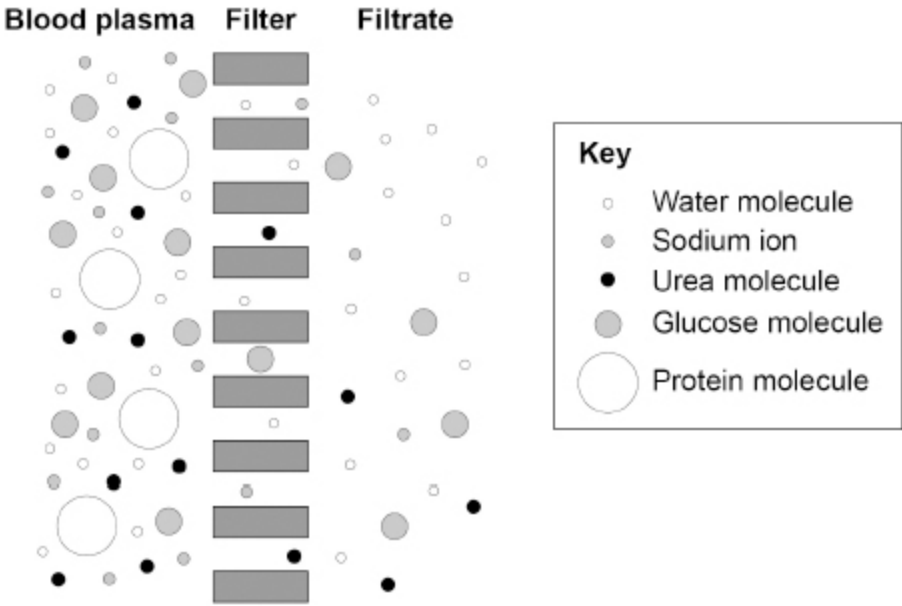 Blood plasma Filter Filtrate
Key
Water molecule
Sodium ion
Urea molecule
Glucose molecule
Protein molecule